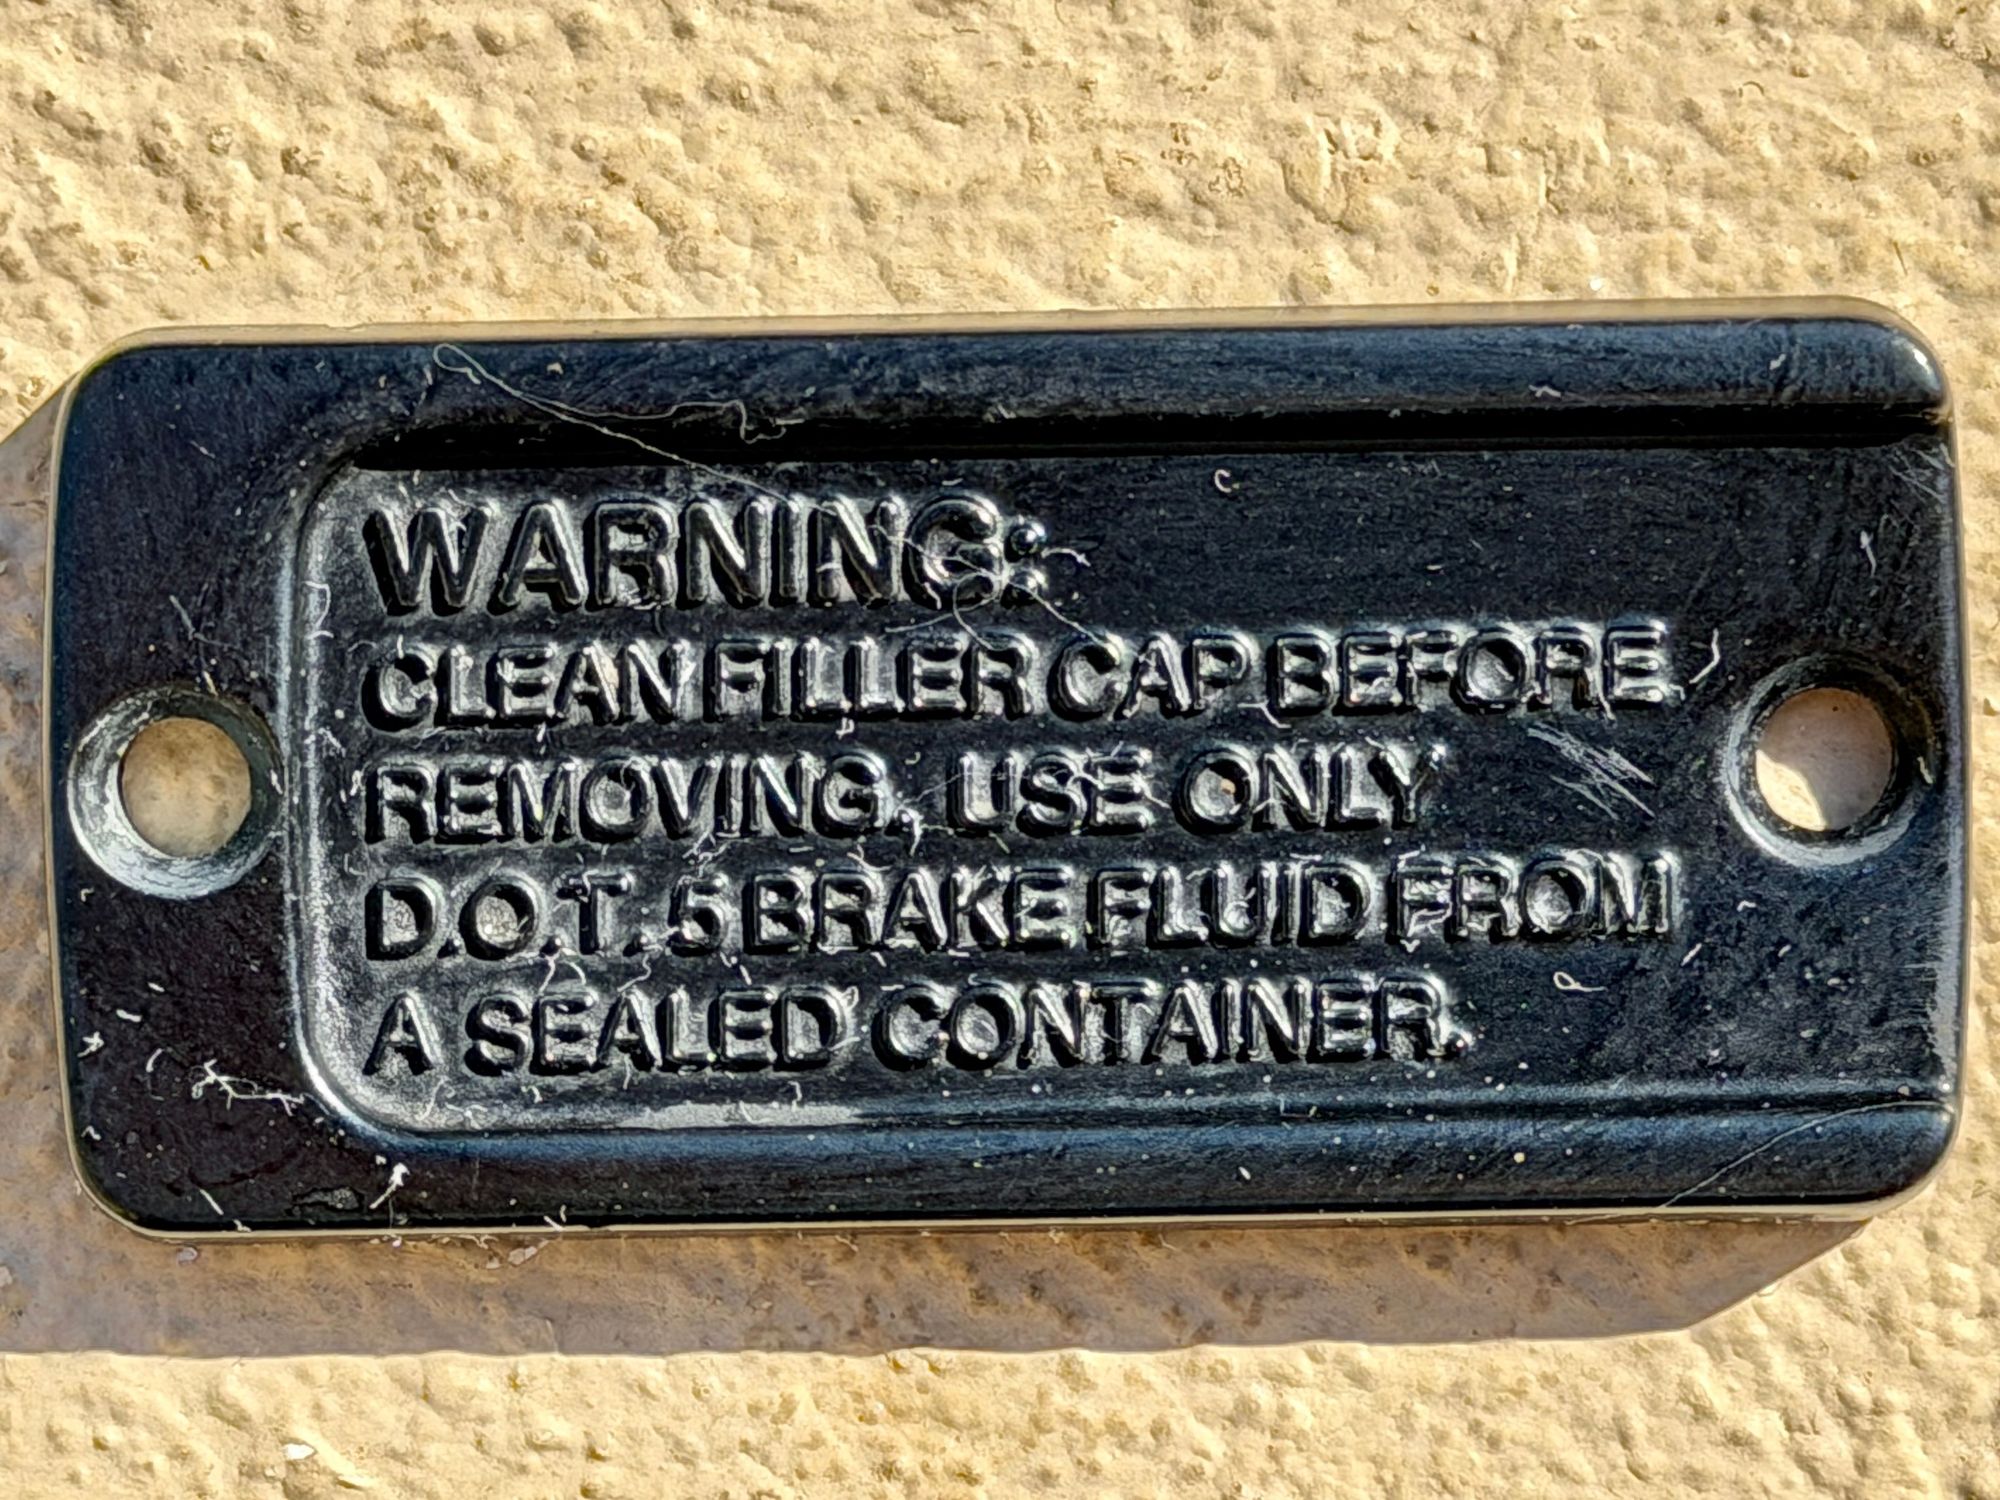 WARNING:
CLEAN FILLER CAP BEFORE
REMOVING. USE ONLY
D.O.T. 5 BRAKE FLUID FROM
A SEALED CONTAINER.